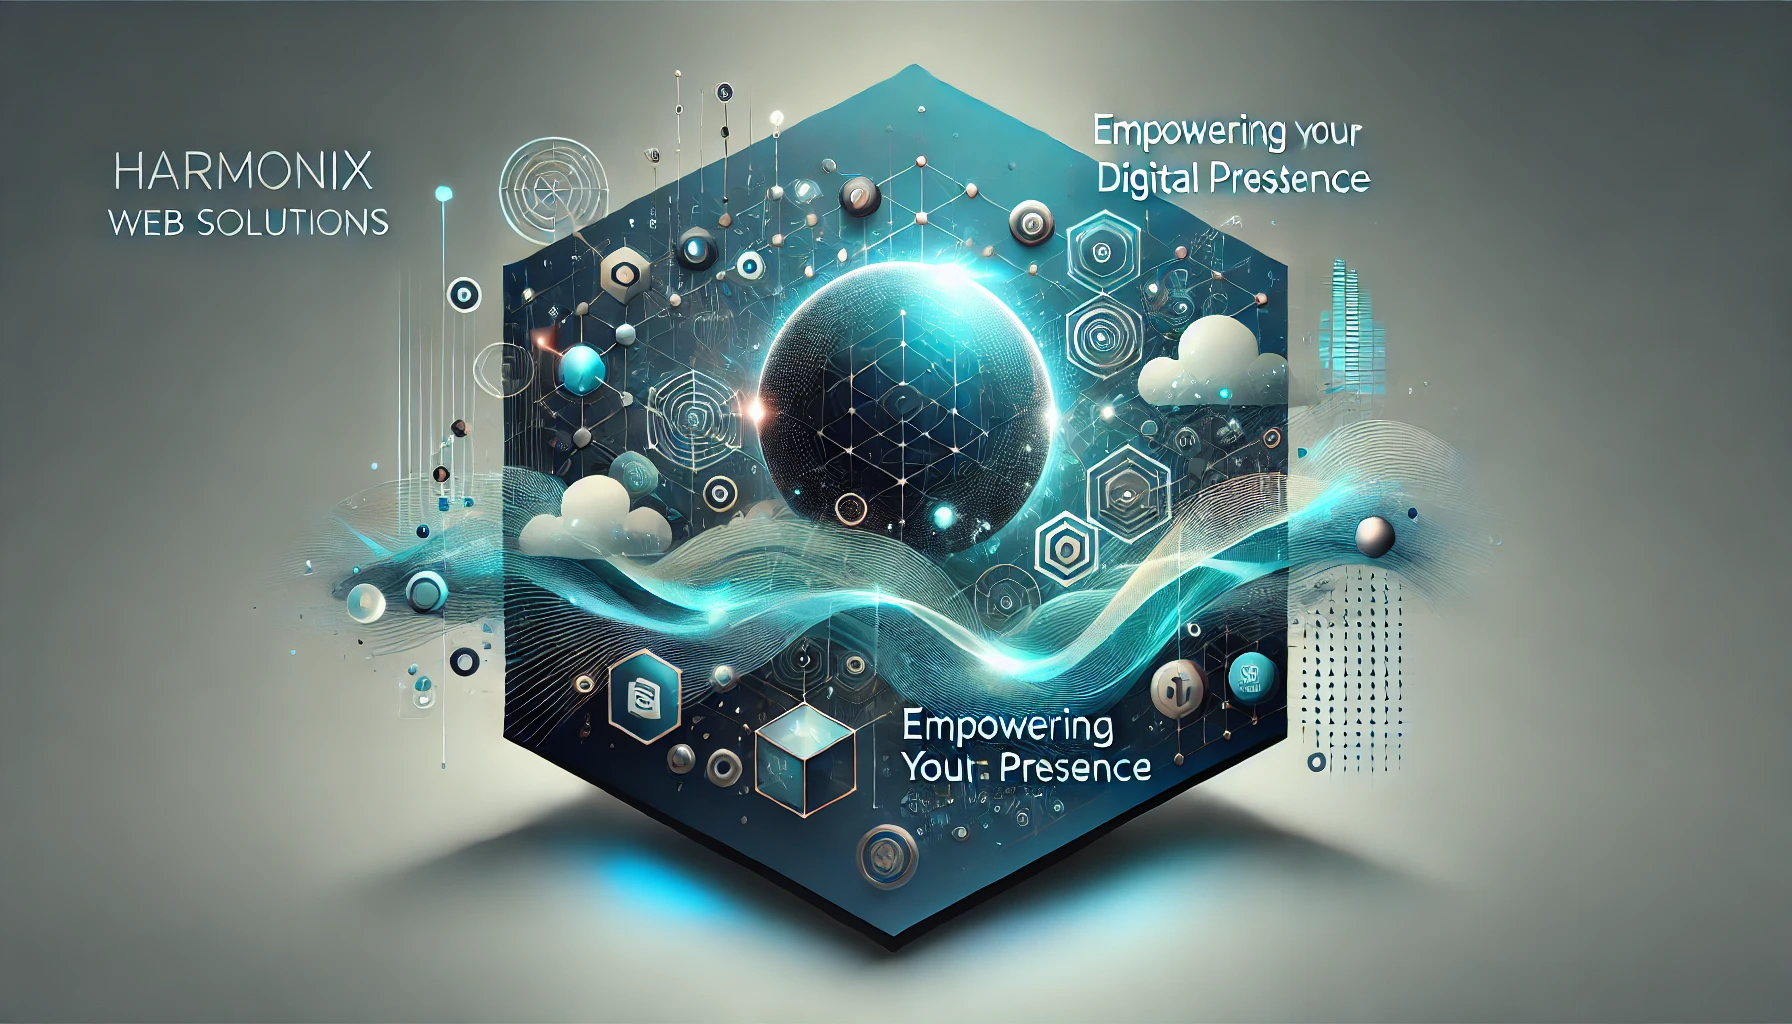 HARMONIX
WEB SOLUTIONS
Empowering your
Digital Pressence
Empowering
Your Presence